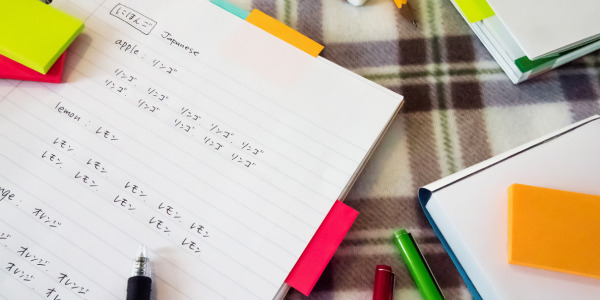 にほんご Japanese
apple : リンゴ
リンゴ リンゴ リンゴ リンゴ リンゴ
リンゴ リンゴ リンゴ リンゴ リンゴ
lemon : レモン
レモン レモン レモン レモン レモン
レモン レモン レモン レモン レモン
nge : オレンジ
オレンジ オレンジ
オレンジ オレンジ